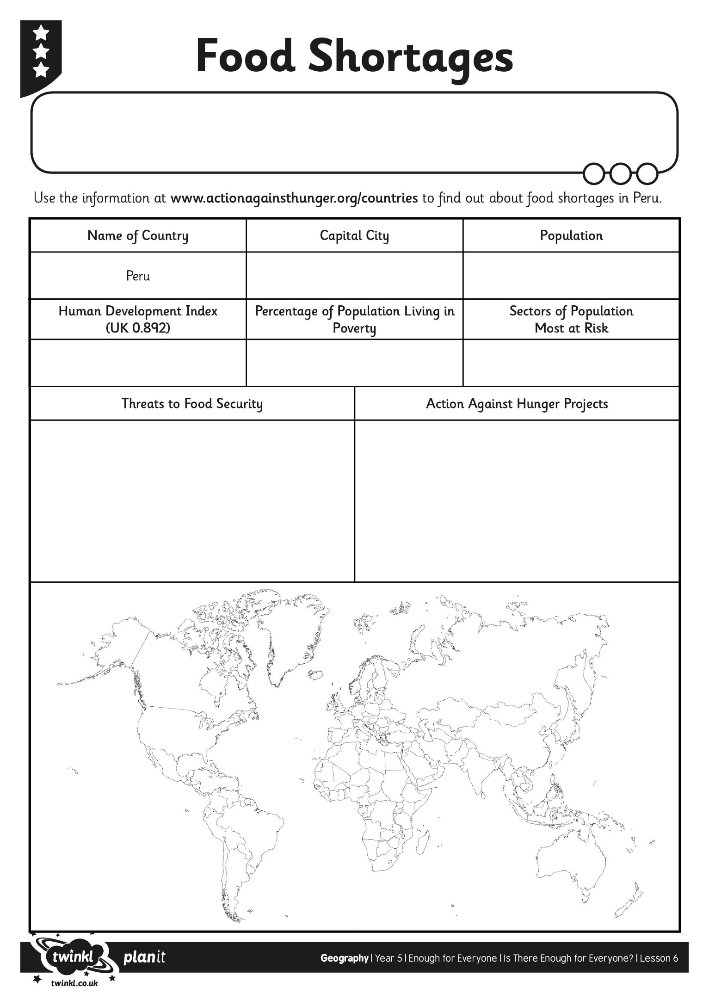 Food Shortages
Use the information at www.actionagainsthunger.org/countries to find out about food shortages in Peru.
Name of Country
Capital City
Population
Peru
Human Development Index
(UK 0.892)
Percentage of Population Living in
Poverty
Sectors of Population
Most at Risk
Threats to Food Security
Action Against Hunger Projects
twinkl
planit
Geography | Year 5 | Enough for Everyone | Is There Enough for Everyone? | Lesson 6
twinkl.co.uk